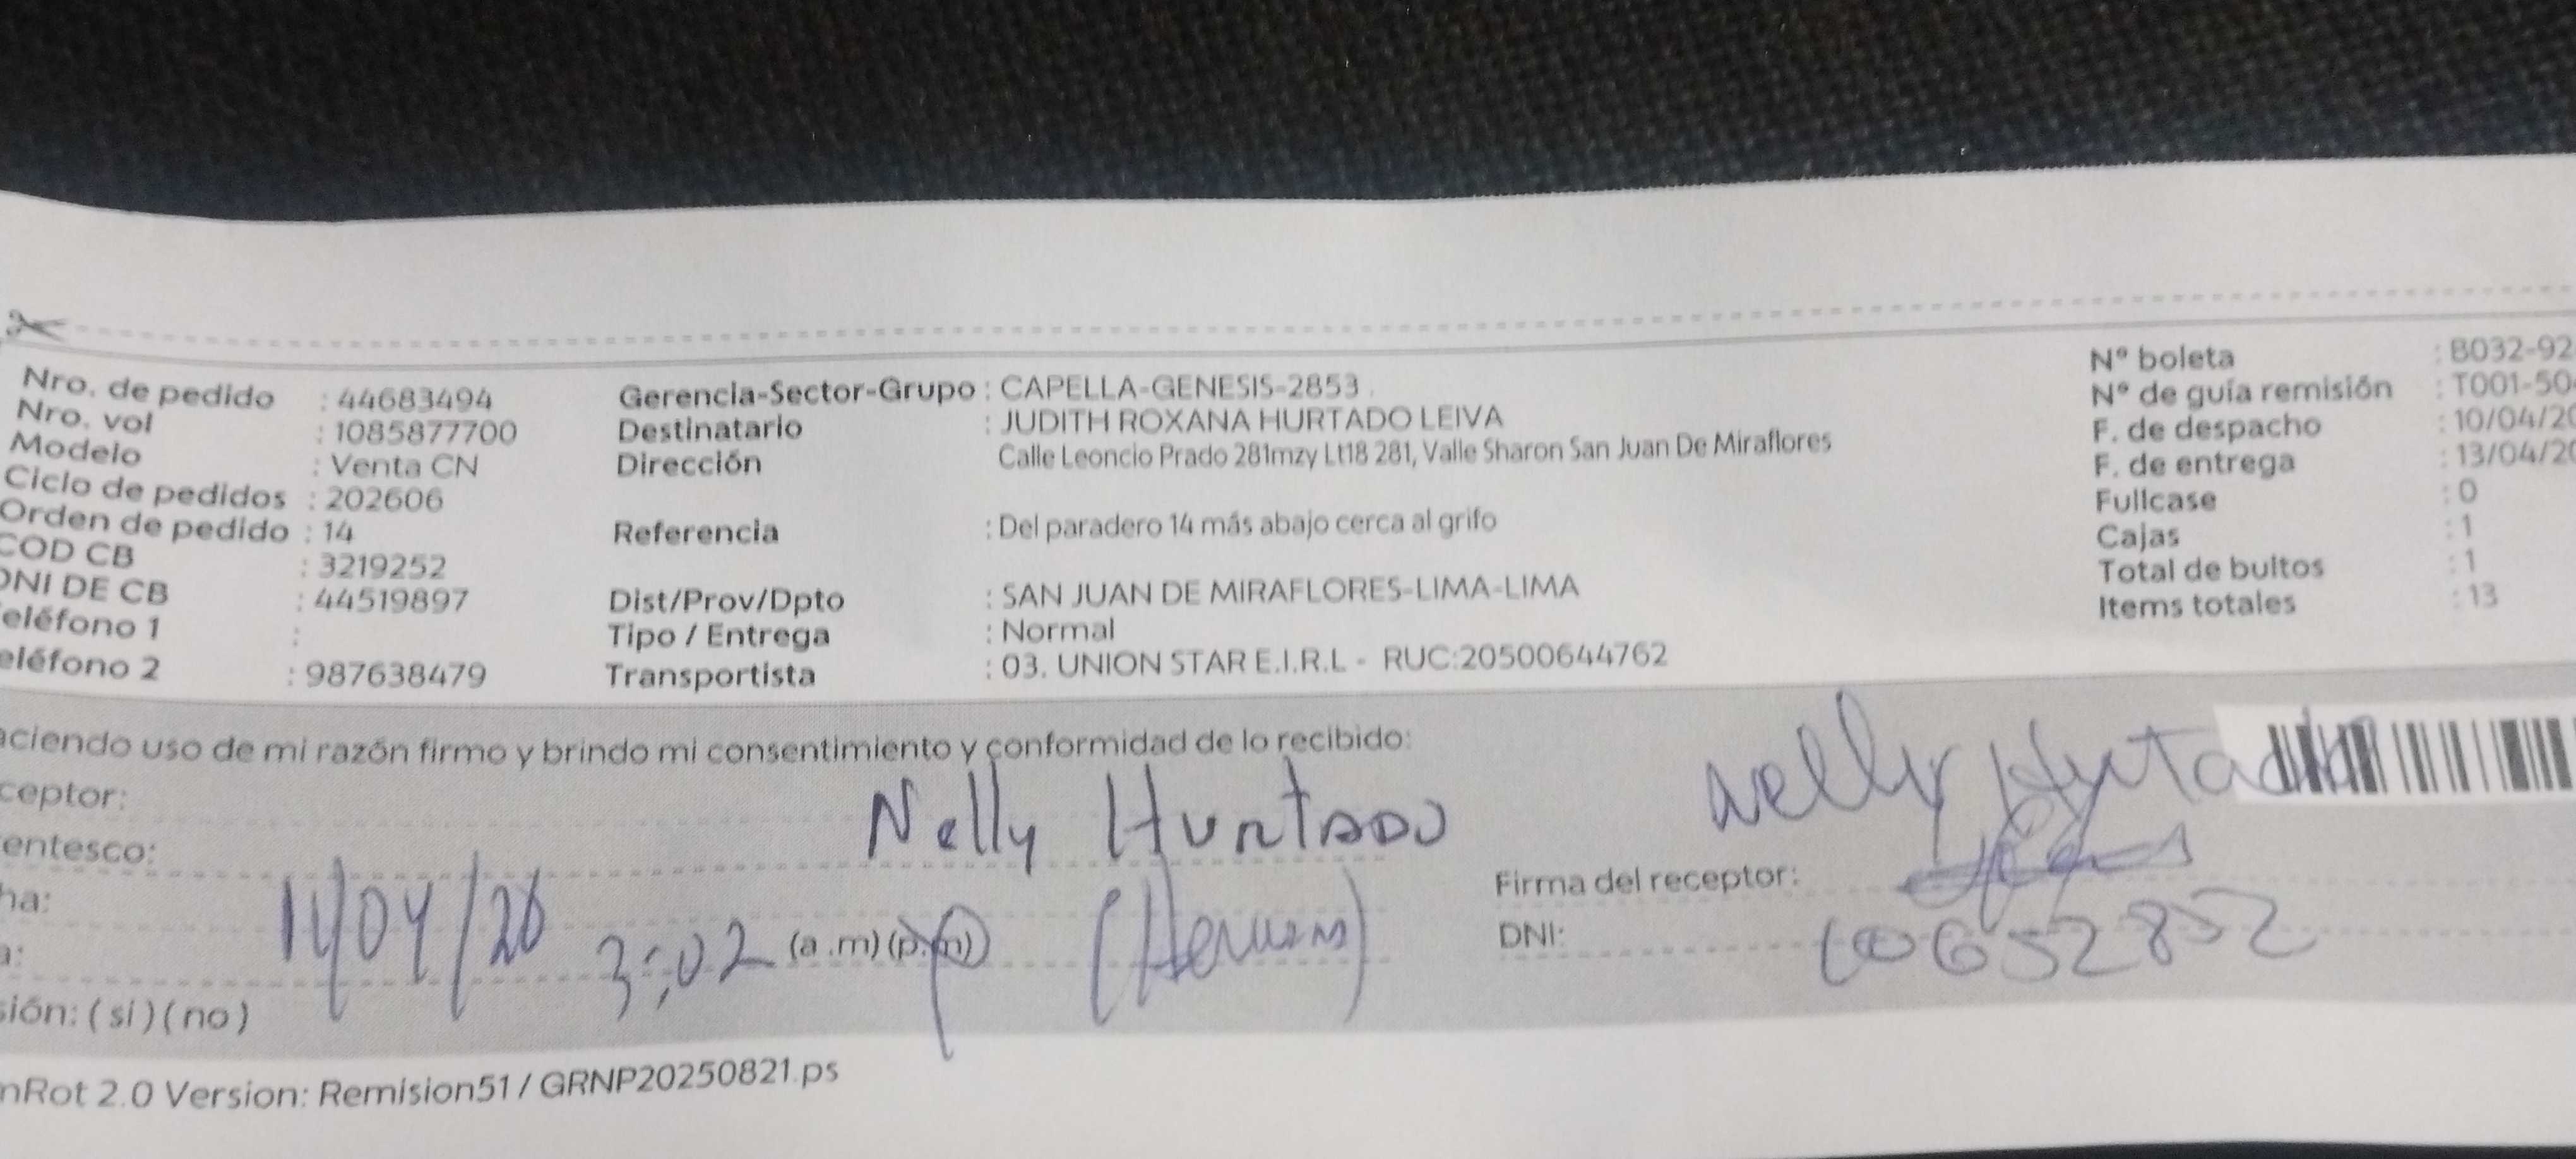 Nro. de pedido : 44683494
Nro. vol : 1085877700
Modelo : Venta CN
Ciclo de pedidos : 202606
Orden de pedido : 14
COD CB : 3219252
DNI DE CB : 44519897
eléfono 1 :
eléfono 2 : 987638479
Gerencia-Sector-Grupo : CAPELLA-GENESIS-2853
Destinatario : JUDITH ROXANA HURTADO LEIVA
Dirección Calle Leoncio Prado 281mzy Lt18 281, Valle Sharon San Juan De Miraflores
Referencia : Del paradero 14 más abajo cerca al grifo
Dist/Prov/Dpto : SAN JUAN DE MIRAFLORES-LIMA-LIMA
Tipo / Entrega : Normal
Transportista : 03. UNION STAR E.I.R.L - RUC:20500644762
Nº boleta : B032-92
Nº de guía remisión : T001-50
F. de despacho : 10/04/20
F. de entrega : 13/04/20
Fullcase : 0
Cajas : 1
Total de bultos : 1
Items totales : 13
aciendo uso de mi razón firmo y brindo mi consentimiento y conformidad de lo recibido:
ceptor: Nelly Hurtado
entesco:
ha: 11/04/26
a: 3:02 (a.m) (p.m)
sión: ( si ) ( no )
Nelly Hurtado
Firma del receptor:
DNI:
nRot 2.0 Version: Remision51 / GRNP20250821.ps